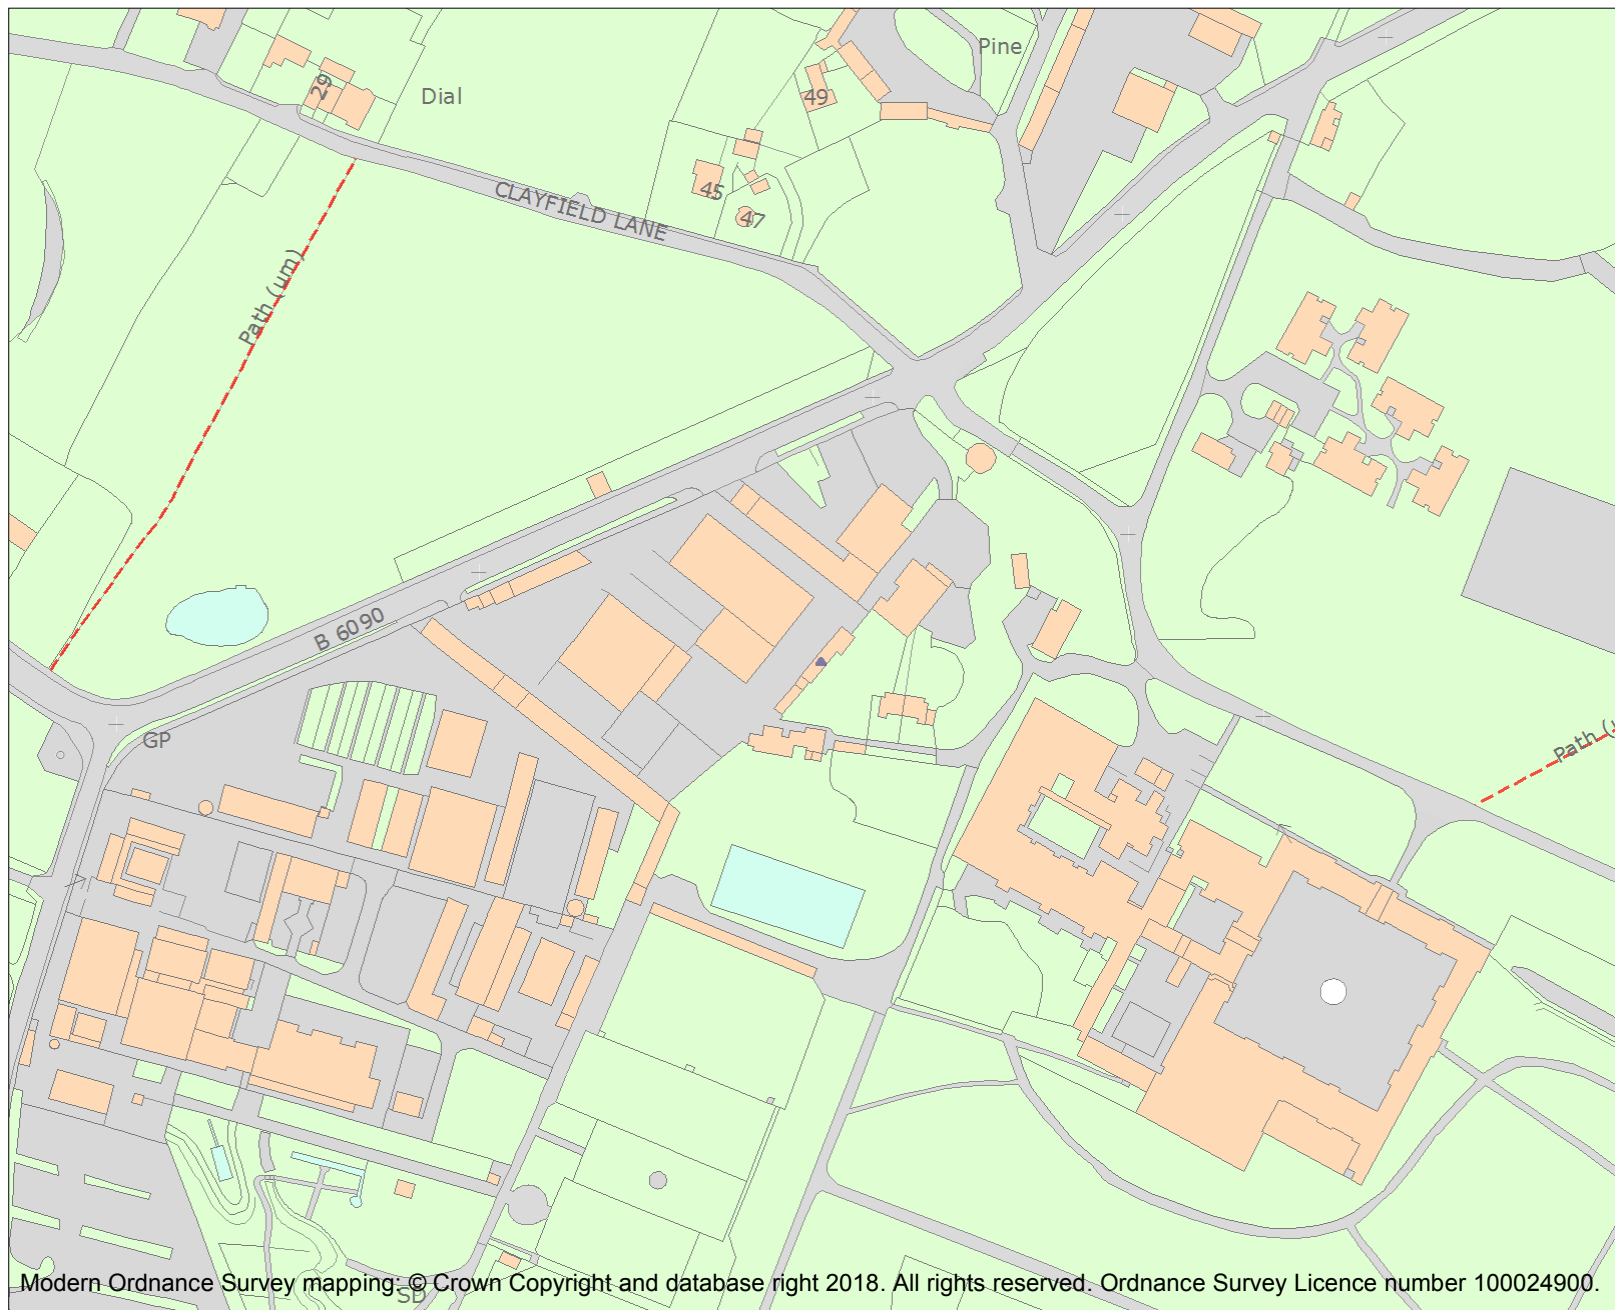 Pine
29
Dial
49
45
47
CLAYFIELD LANE
Path (um)
B 6090
GP
Path (u
SD
Modern Ordnance Survey mapping: © Crown Copyright and database right 2018. All rights reserved. Ordnance Survey Licence number 100024900.